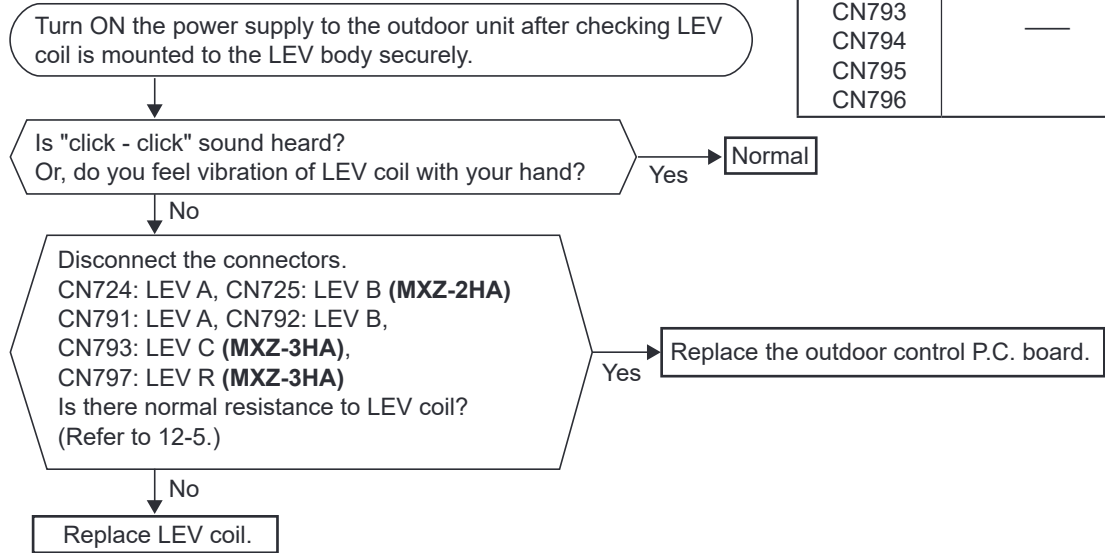 Turn ON the power supply to the outdoor unit after checking LEV
coil is mounted to the LEV body securely.
CN793
CN794
CN795
CN796
Is "click - click" sound heard?
Or, do you feel vibration of LEV coil with your hand?
Yes
Normal
No
Disconnect the connectors.
CN724: LEV A, CN725: LEV B (MXZ-2HA)
CN791: LEV A, CN792: LEV B,
CN793: LEV C (MXZ-3HA),
CN797: LEV R (MXZ-3HA)
Is there normal resistance to LEV coil?
(Refer to 12-5.)
Yes
Replace the outdoor control P.C. board.
No
Replace LEV coil.